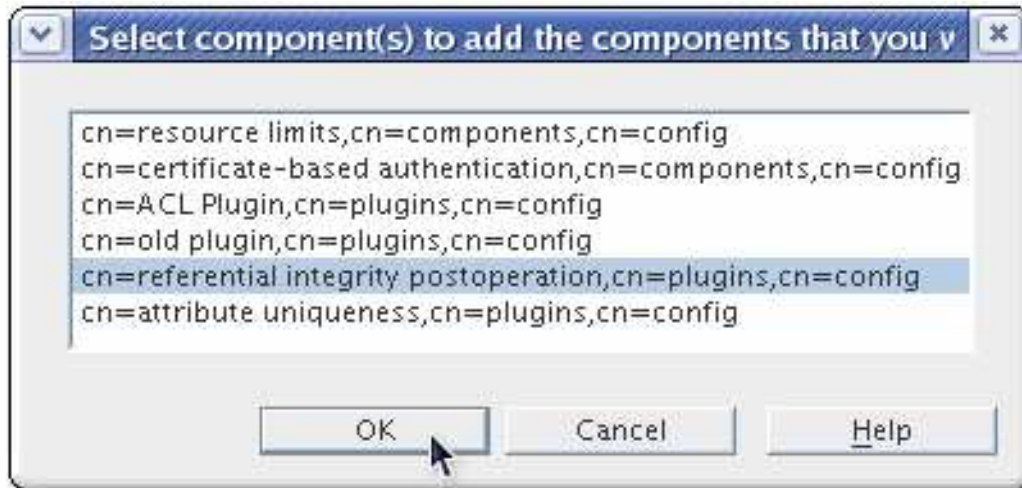 Select component(s) to add the components that you
cn=resource limits,cn=components,cn=config
cn=certificate-based authentication,cn=components,cn=config
cn=ACL Plugin,cn=plugins,cn=config
cn=old plugin,cn=plugins,cn=config
cn=referential integrity postoperation,cn=plugins,cn=config
cn=attribute uniqueness,cn=plugins,cn=config
OK Cancel Help